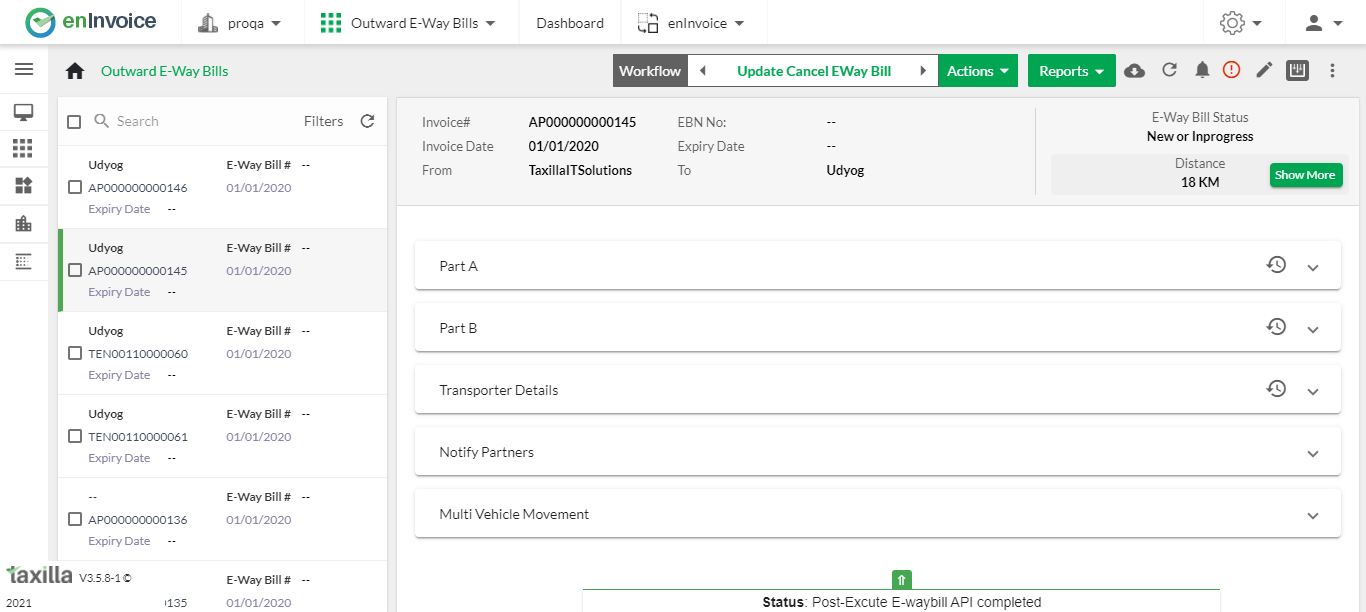 enInvoice
proqa
Outward E-Way Bills
Dashboard
enInvoice
Outward E-Way Bills
Workflow
Update Cancel EWay Bill
Actions
Reports
Search
Filters
Udyog E-Way Bill # --
AP000000000146 01/01/2020
Expiry Date --
Udyog E-Way Bill # --
AP000000000145 01/01/2020
Expiry Date --
Udyog E-Way Bill # --
TEN00110000060 01/01/2020
Expiry Date --
Udyog E-Way Bill # --
TEN00110000061 01/01/2020
Expiry Date --
-- E-Way Bill # --
AP000000000136 01/01/2020
Expiry Date --
E-Way Bill # --
135 01/01/2020
taxilla V3.5.8-1 ©
2021
Invoice# AP000000000145 EBN No: --
Invoice Date 01/01/2020 Expiry Date --
From TaxillaITSolutions To Udyog
E-Way Bill Status
New or Inprogress
Distance
18 KM
Show More
Part A
Part B
Transporter Details
Notify Partners
Multi Vehicle Movement
Status: Post-Excute E-waybill API completed